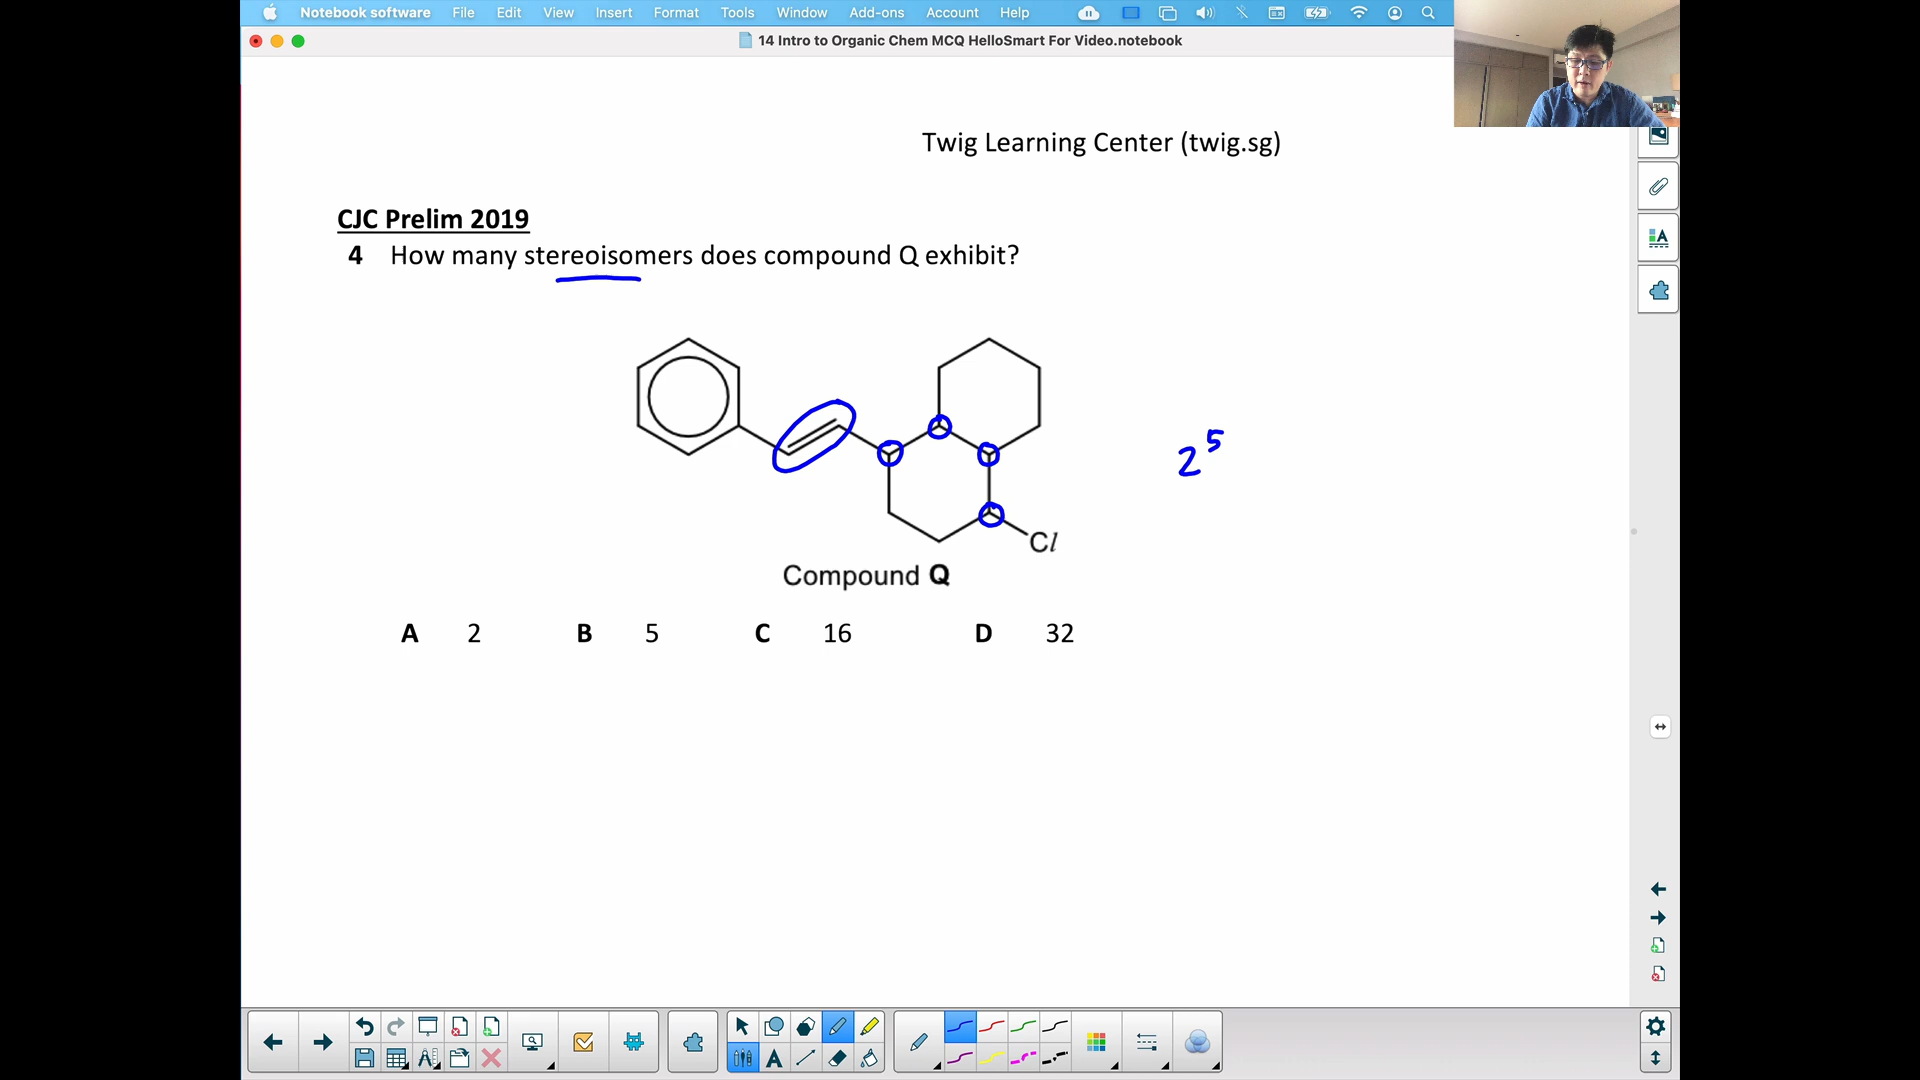 Notebook software File Edit View Insert Format Tools Window Add-ons Account Help
14 Intro to Organic Chem MCQ HelloSmart For Video.notebook
Twig Learning Center (twig.sg)
CJC Prelim 2019
4 How many stereoisomers does compound Q exhibit?
2⁵
Cl
Compound Q
A 2 B 5 C 16 D 32